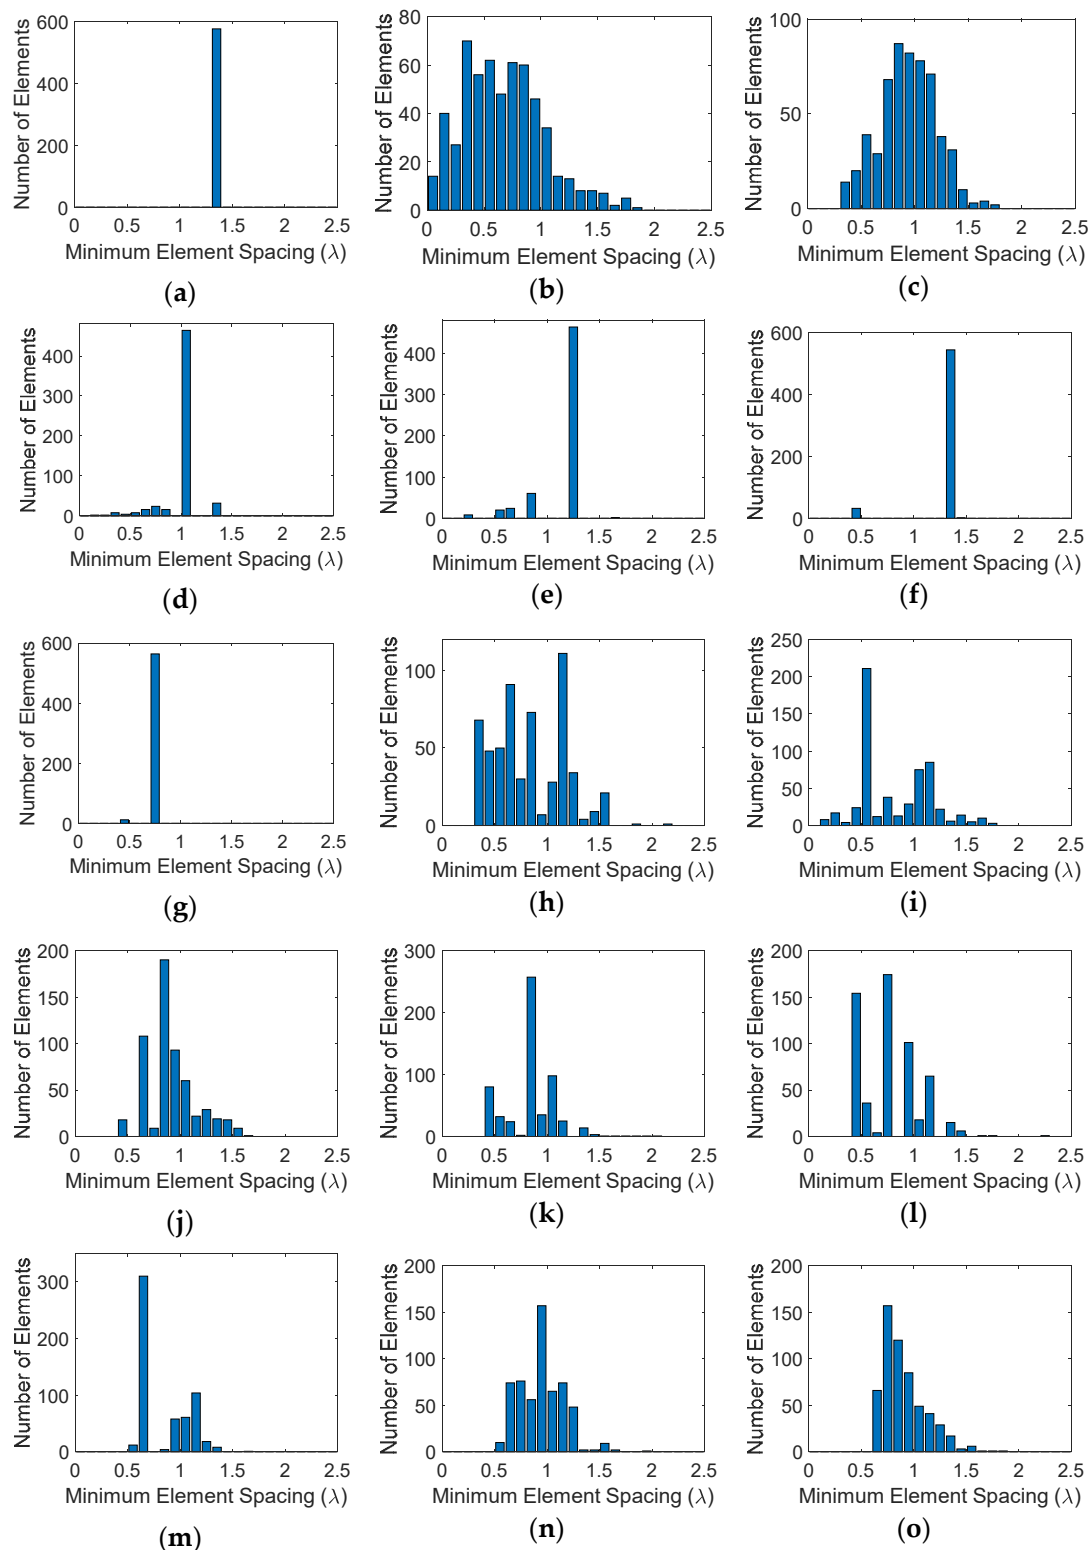 Number of Elements
600
400
200
0
0 0.5 1 1.5 2 2.5
Minimum Element Spacing (λ)
(a)
Number of Elements
80
60
40
20
0
0 0.5 1 1.5 2 2.5
Minimum Element Spacing (λ)
(b)
Number of Elements
100
50
0
0 0.5 1 1.5 2 2.5
Minimum Element Spacing (λ)
(c)
Number of Elements
400
200
0
0 0.5 1 1.5 2 2.5
Minimum Element Spacing (λ)
(d)
Number of Elements
400
300
200
100
0
0 0.5 1 1.5 2 2.5
Minimum Element Spacing (λ)
(e)
Number of Elements
600
400
200
0
0 0.5 1 1.5 2 2.5
Minimum Element Spacing (λ)
(f)
Number of Elements
600
400
200
0
0 0.5 1 1.5 2 2.5
Minimum Element Spacing (λ)
(g)
Number of Elements
100
50
0
0 0.5 1 1.5 2 2.5
Minimum Element Spacing (λ)
(h)
Number of Elements
250
200
150
100
50
0
0 0.5 1 1.5 2 2.5
Minimum Element Spacing (λ)
(i)
Number of Elements
200
150
100
50
0
0 0.5 1 1.5 2 2.5
Minimum Element Spacing (λ)
(j)
Number of Elements
300
200
100
0
0 0.5 1 1.5 2 2.5
Minimum Element Spacing (λ)
(k)
Number of Elements
200
150
100
50
0
0 0.5 1 1.5 2 2.5
Minimum Element Spacing (λ)
(l)
Number of Elements
300
200
100
0
0 0.5 1 1.5 2 2.5
Minimum Element Spacing (λ)
(m)
Number of Elements
200
150
100
50
0
0 0.5 1 1.5 2 2.5
Minimum Element Spacing (λ)
(n)
Number of Elements
200
150
100
50
0
0 0.5 1 1.5 2 2.5
Minimum Element Spacing (λ)
(o)